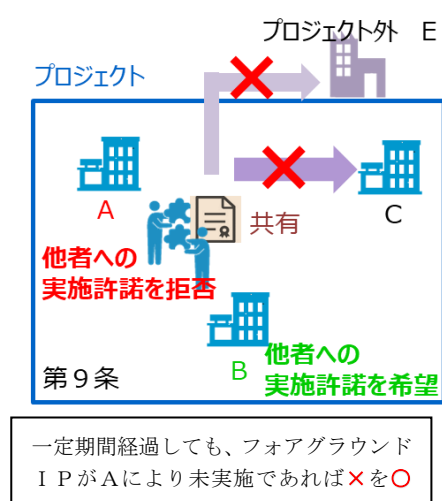 プロジェクト外 E
プロジェクト
A
共有
C
他者への
実施許諾を拒否
B
他者への
実施許諾を希望
第９条
一定期間経過しても、フォアグラウンド
ＩＰがＡにより未実施であれば×を〇